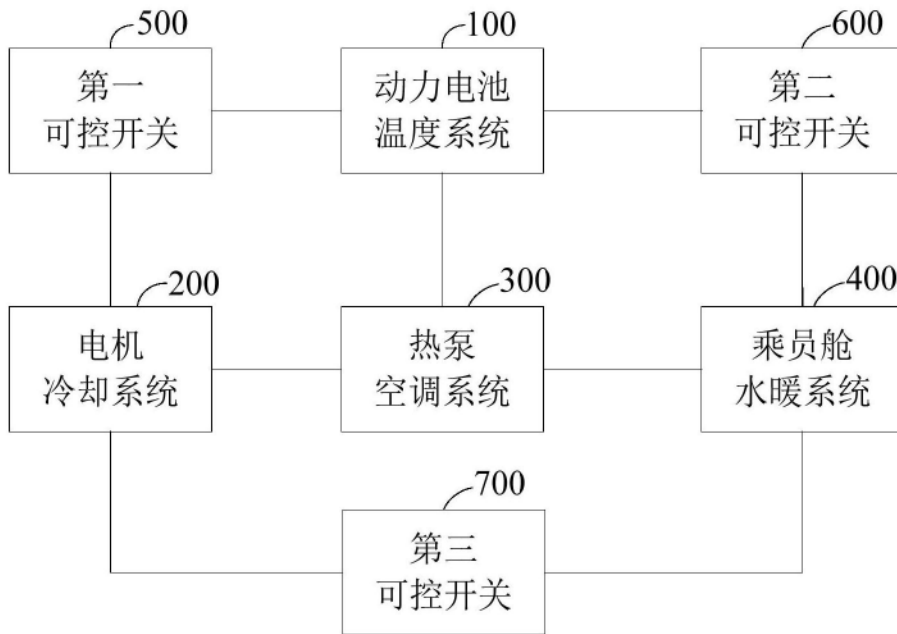 500
100
600
第一
可控开关
动力电池
温度系统
第二
可控开关
200
300
400
电机
冷却系统
热泵
空调系统
乘员舱
水暖系统
700
第三
可控开关